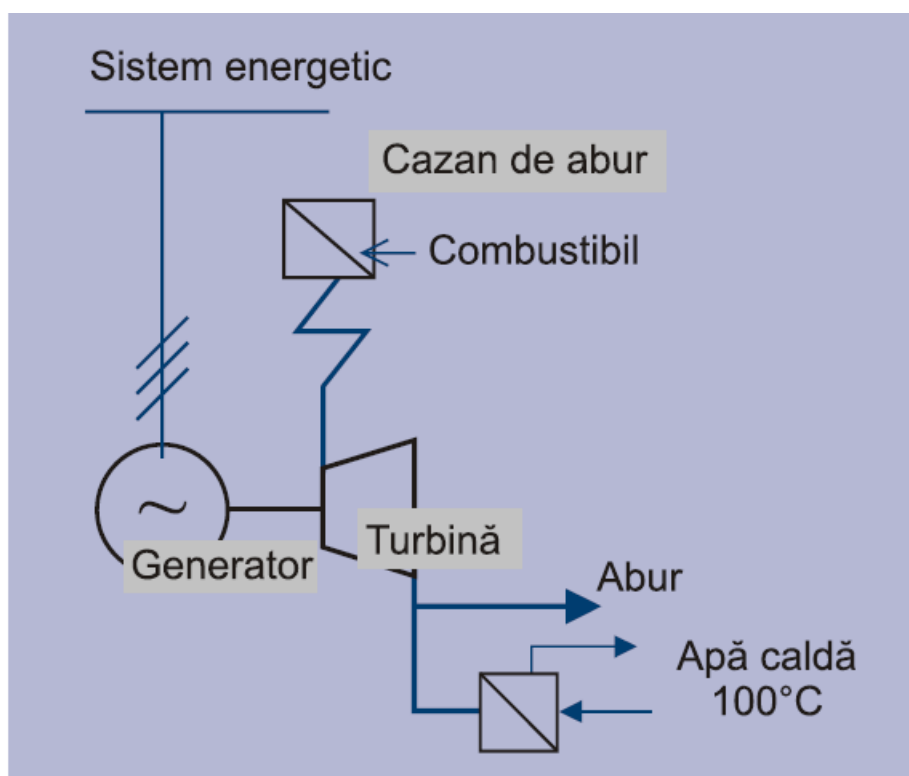 Sistem energetic
Cazan de abur
Combustibil
~
Turbină
Generator
Abur
Apă caldă
100°C